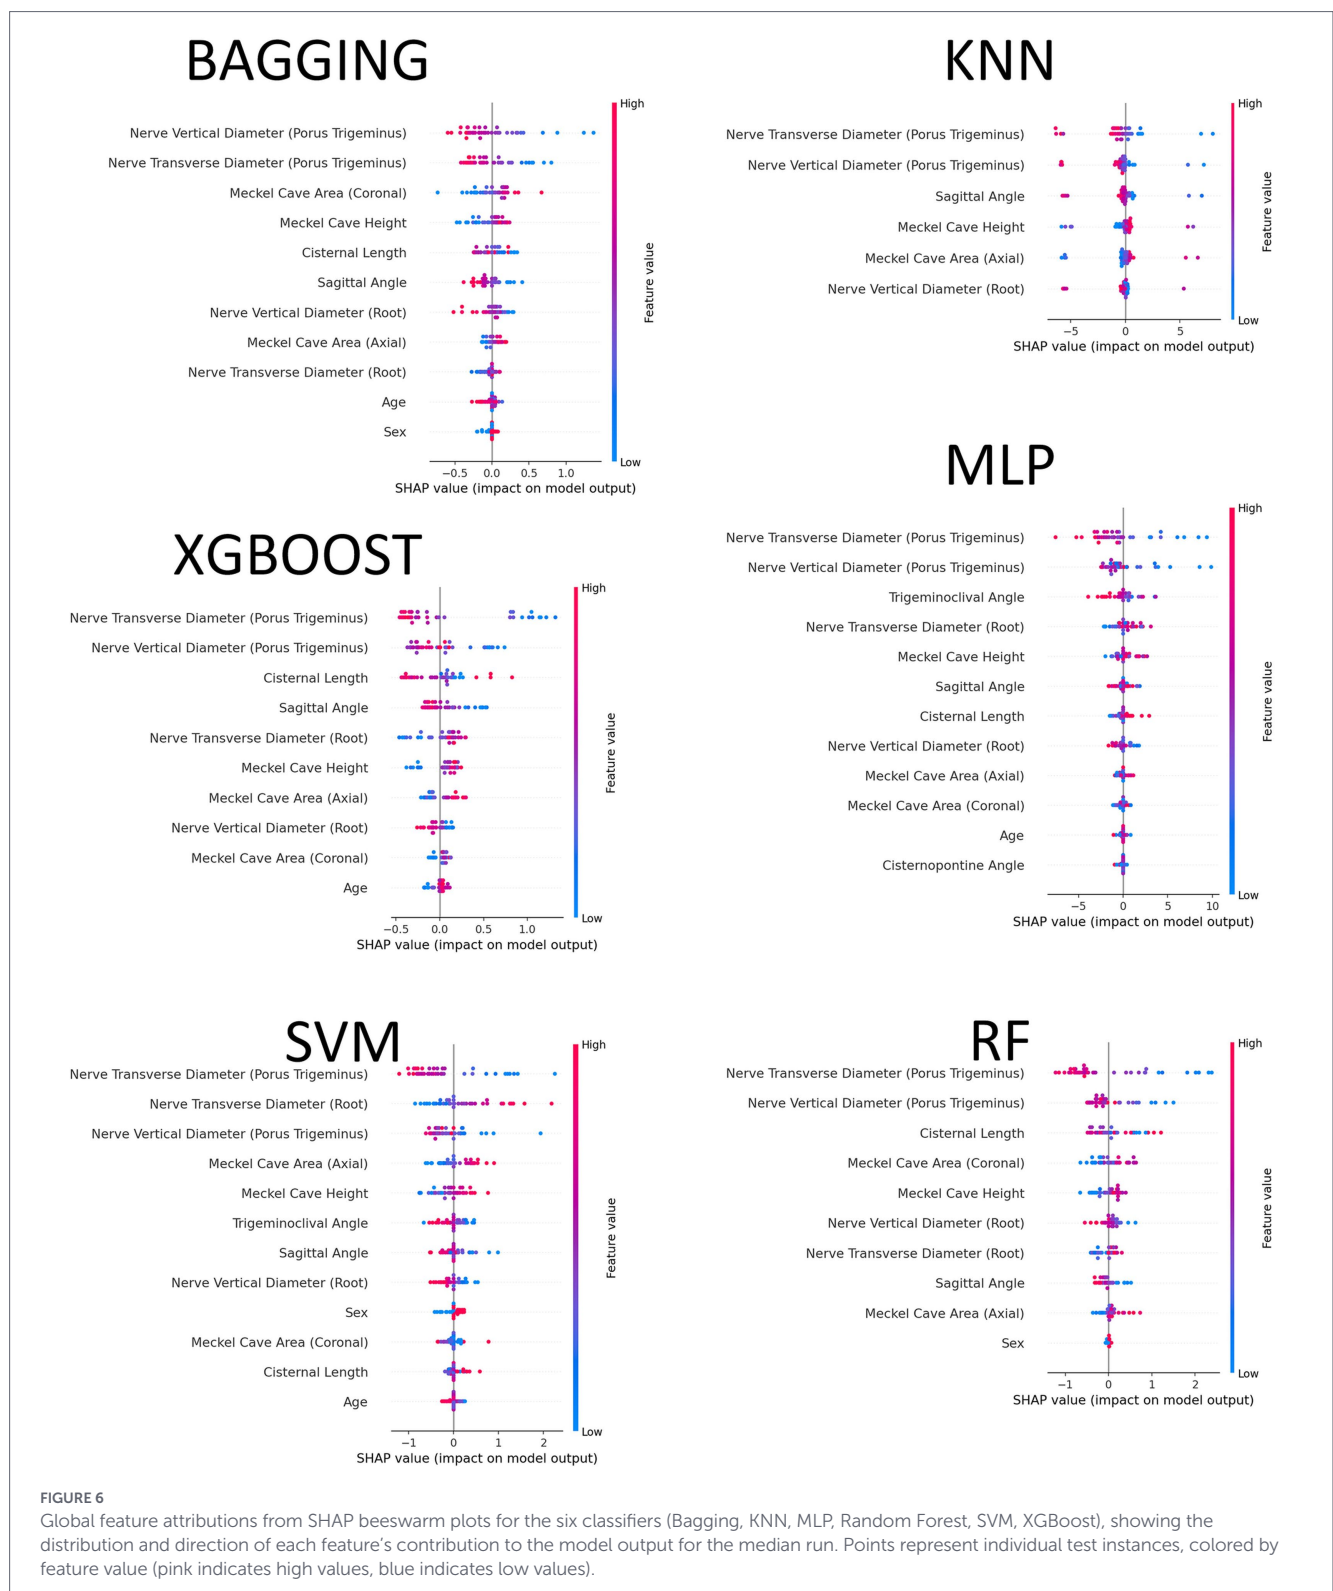 BAGGING
High
Nerve Vertical Diameter (Porus Trigeminus)
Nerve Transverse Diameter (Porus Trigeminus)
Meckel Cave Area (Coronal)
Meckel Cave Height
Cisternal Length
Sagittal Angle
Nerve Vertical Diameter (Root)
Meckel Cave Area (Axial)
Nerve Transverse Diameter (Root)
Age
Sex
Feature value
Low
−0.5 0.0 0.5 1.0
SHAP value (impact on model output)
KNN
High
Nerve Transverse Diameter (Porus Trigeminus)
Nerve Vertical Diameter (Porus Trigeminus)
Sagittal Angle
Meckel Cave Height
Meckel Cave Area (Axial)
Nerve Vertical Diameter (Root)
Feature value
Low
−5 0 5
SHAP value (impact on model output)
XGBOOST
High
Nerve Transverse Diameter (Porus Trigeminus)
Nerve Vertical Diameter (Porus Trigeminus)
Cisternal Length
Sagittal Angle
Nerve Transverse Diameter (Root)
Meckel Cave Height
Meckel Cave Area (Axial)
Nerve Vertical Diameter (Root)
Meckel Cave Area (Coronal)
Age
Feature value
Low
−0.5 0.0 0.5 1.0
SHAP value (impact on model output)
MLP
High
Nerve Transverse Diameter (Porus Trigeminus)
Nerve Vertical Diameter (Porus Trigeminus)
Trigeminoclival Angle
Nerve Transverse Diameter (Root)
Meckel Cave Height
Sagittal Angle
Cisternal Length
Nerve Vertical Diameter (Root)
Meckel Cave Area (Axial)
Meckel Cave Area (Coronal)
Age
Cisternopontine Angle
Feature value
Low
−5 0 5 10
SHAP value (impact on model output)
SVM
High
Nerve Transverse Diameter (Porus Trigeminus)
Nerve Transverse Diameter (Root)
Nerve Vertical Diameter (Porus Trigeminus)
Meckel Cave Area (Axial)
Meckel Cave Height
Trigeminoclival Angle
Sagittal Angle
Nerve Vertical Diameter (Root)
Sex
Meckel Cave Area (Coronal)
Cisternal Length
Age
Feature value
Low
−1 0 1 2
SHAP value (impact on model output)
RF
High
Nerve Transverse Diameter (Porus Trigeminus)
Nerve Vertical Diameter (Porus Trigeminus)
Cisternal Length
Meckel Cave Area (Coronal)
Meckel Cave Height
Nerve Vertical Diameter (Root)
Nerve Transverse Diameter (Root)
Sagittal Angle
Meckel Cave Area (Axial)
Sex
Feature value
Low
−1 0 1 2
SHAP value (impact on model output)
FIGURE 6
Global feature attributions from SHAP beeswarm plots for the six classifiers (Bagging, KNN, MLP, Random Forest, SVM, XGBoost), showing the
distribution and direction of each feature's contribution to the model output for the median run. Points represent individual test instances, colored by
feature value (pink indicates high values, blue indicates low values).